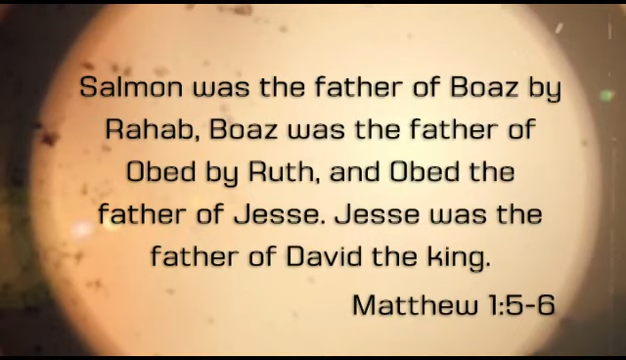 Salmon was the father of Boaz by
Rahab, Boaz was the father of
Obed by Ruth, and Obed the
father of Jesse. Jesse was the
father of David the king.
Matthew 1:5-6